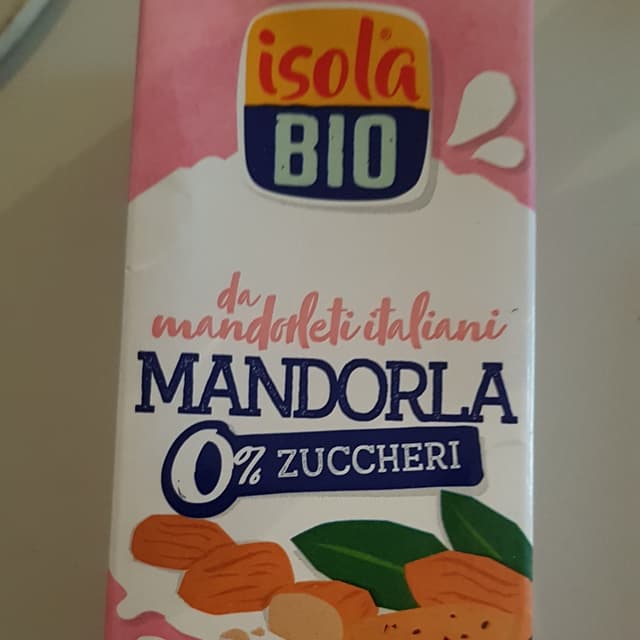 isola
BIO
da
mandorleti italiani
MANDORLA
0% ZUCCHERI